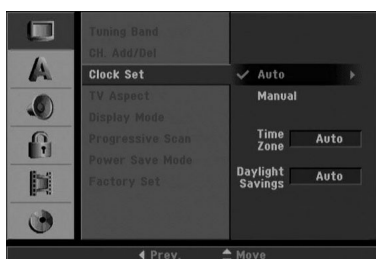 Tuning Band
CH. Add/Del
Clock Set
TV Aspect
Display Mode
Progressive Scan
Power Save Mode
Factory Set
Auto
Manual
Time Zone Auto
Daylight Savings Auto
Prev. Move